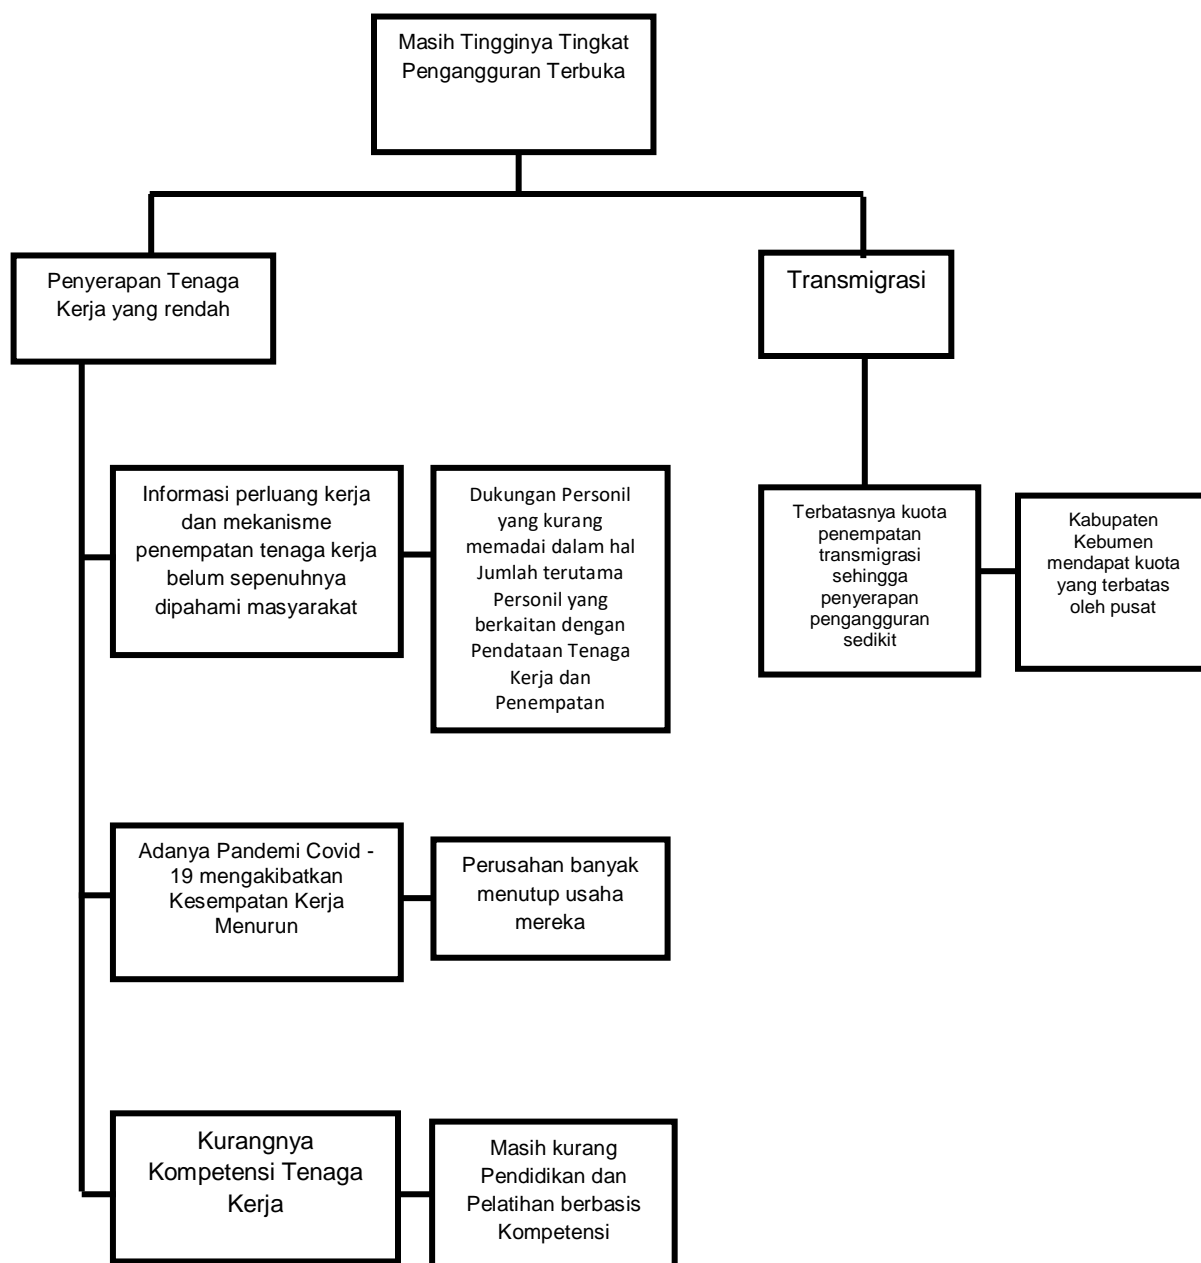 Masih Tingginya Tingkat
Pengangguran Terbuka
Penyerapan Tenaga
Kerja yang rendah
Transmigrasi
Informasi perluang kerja
dan mekanisme
penempatan tenaga kerja
belum sepenuhnya
dipahami masyarakat
Dukungan Personil
yang kurang
memadai dalam hal
Jumlah terutama
Personil yang
berkaitan dengan
Pendataan Tenaga
Kerja dan
Penempatan
Terbatasnya kuota
penempatan
transmigrasi
sehingga
penyerapan
pengangguran
sedikit
Kabupaten
Kebumen
mendapat kuota
yang terbatas
oleh pusat
Adanya Pandemi Covid -
19 mengakibatkan
Kesempatan Kerja
Menurun
Perusahan banyak
menutup usaha
mereka
Kurangnya
Kompetensi Tenaga
Kerja
Masih kurang
Pendidikan dan
Pelatihan berbasis
Kompetensi